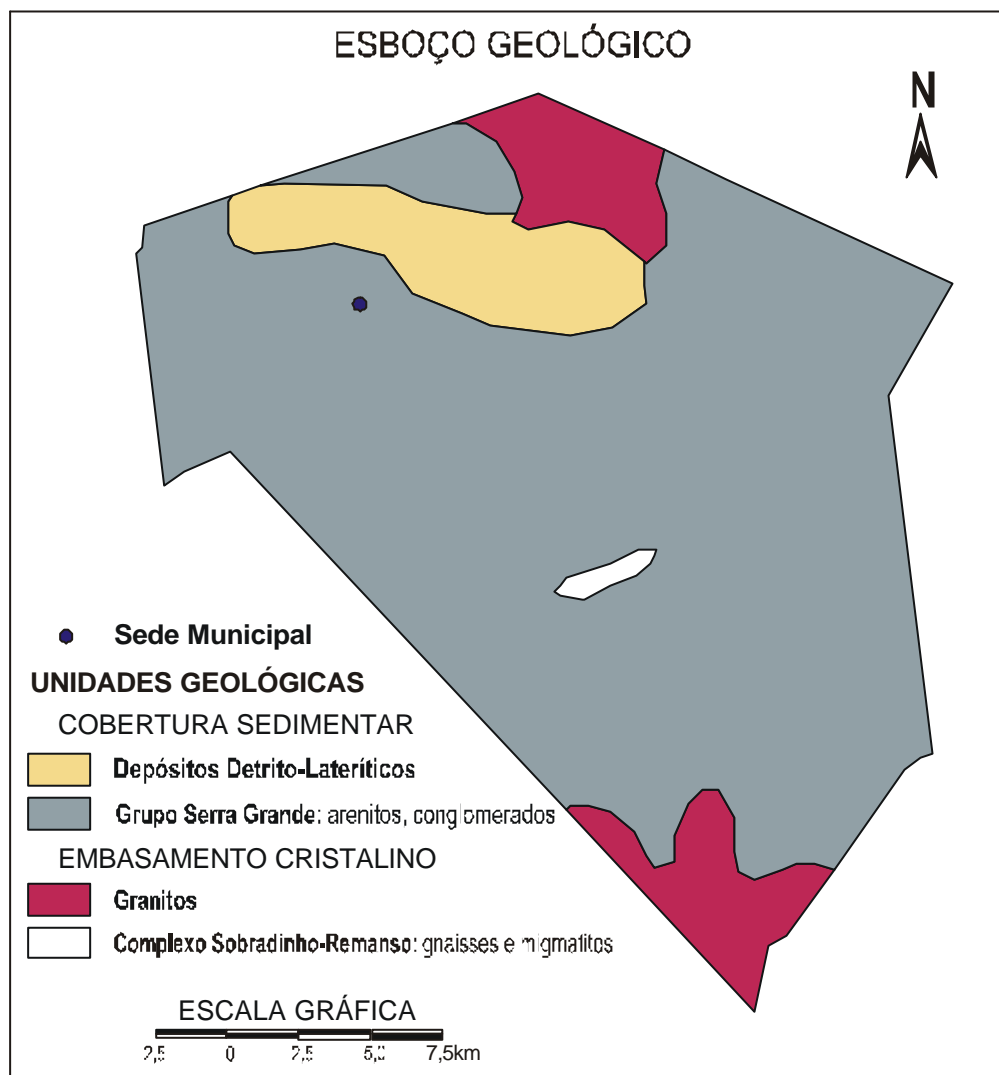 ESBOÇO GEOLÓGICO
N
Sede Municipal
UNIDADES GEOLÓGICAS
COBERTURA SEDIMENTAR
Depósitos Detrito-Lateríticos
Grupo Serra Grande: arenitos, conglomerados
EMBASAMENTO CRISTALINO
Granitos
Complexo Sobradinho-Remanso: gnaisses e migmatitos
ESCALA GRÁFICA
2,5 0 2,5 5,0 7,5km